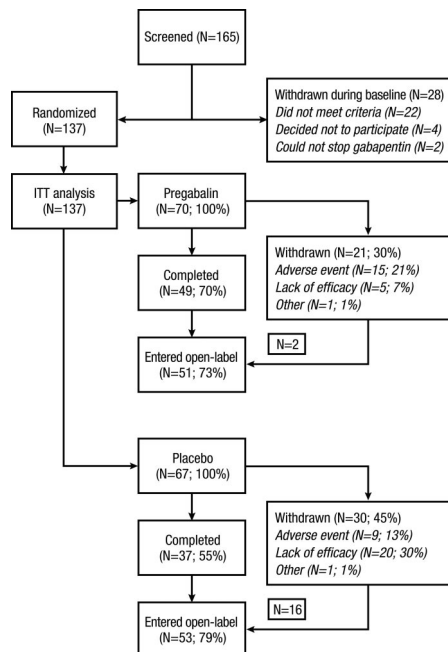 Screened (N=165)
Withdrawn during baseline (N=28)
Did not meet criteria (N=22)
Decided not to participate (N=4)
Could not stop gabapentin (N=2)
Randomized
(N=137)
ITT analysis
(N=137)
Pregabalin
(N=70; 100%)
Withdrawn (N=21; 30%)
Adverse event (N=15; 21%)
Lack of efficacy (N=5; 7%)
Other (N=1; 1%)
Completed
(N=49; 70%)
N=2
Entered open-label
(N=51; 73%)
Placebo
(N=67; 100%)
Withdrawn (N=30; 45%)
Adverse event (N=9; 13%)
Lack of efficacy (N=20; 30%)
Other (N=1; 1%)
Completed
(N=37; 55%)
N=16
Entered open-label
(N=53; 79%)